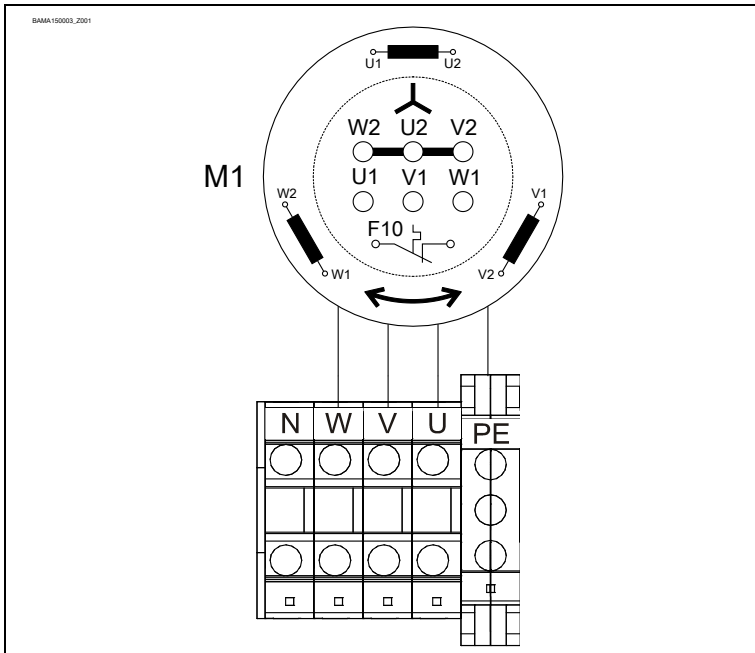 BAMA150003_Z001
U1 U2
W2 U2 V2
M1
U1 V1 W1
W2 V1
F10
W1 V2
N W V U PE